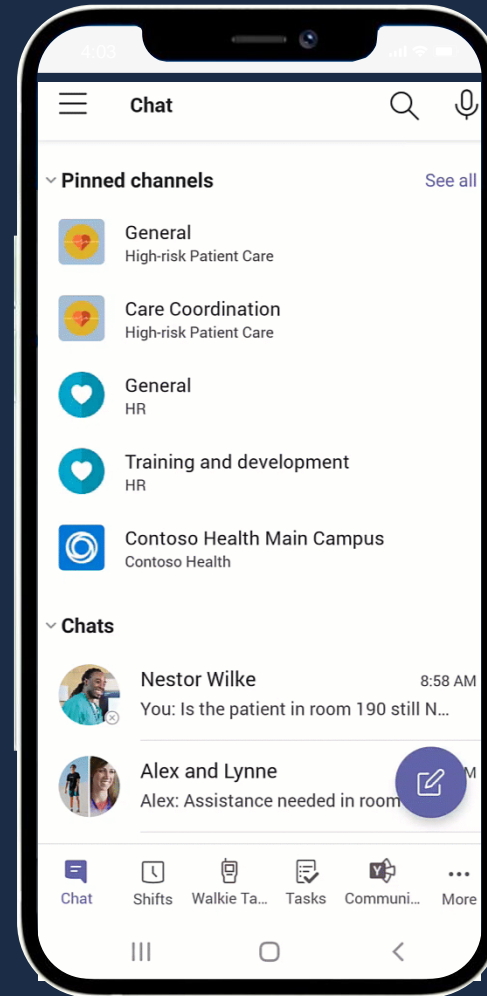 4:03
Chat
Pinned channels See all
General
High-risk Patient Care
Care Coordination
High-risk Patient Care
General
HR
Training and development
HR
Contoso Health Main Campus
Contoso Health
Chats
Nestor Wilke 8:58 AM
You: Is the patient in room 190 still N...
Alex and Lynne M
Alex: Assistance needed in room
Chat Shifts Walkie Ta... Tasks Communi... More